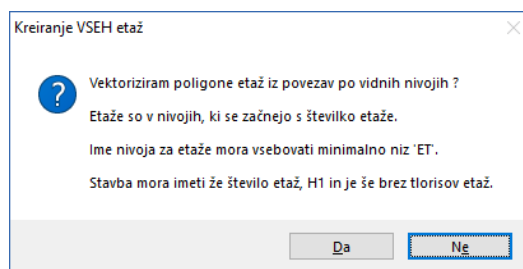 Kreiranje VSEH etaž
Vektoriziram poligone etaž iz povezav po vidnih nivojih ?
Etaže so v nivojih, ki se začnejo s številko etaže.
Ime nivoja za etaže mora vsebovati minimalno niz 'ET'.
Stavba mora imeti že število etaž, H1 in je še brez tlorisov etaž.
Da
Ne